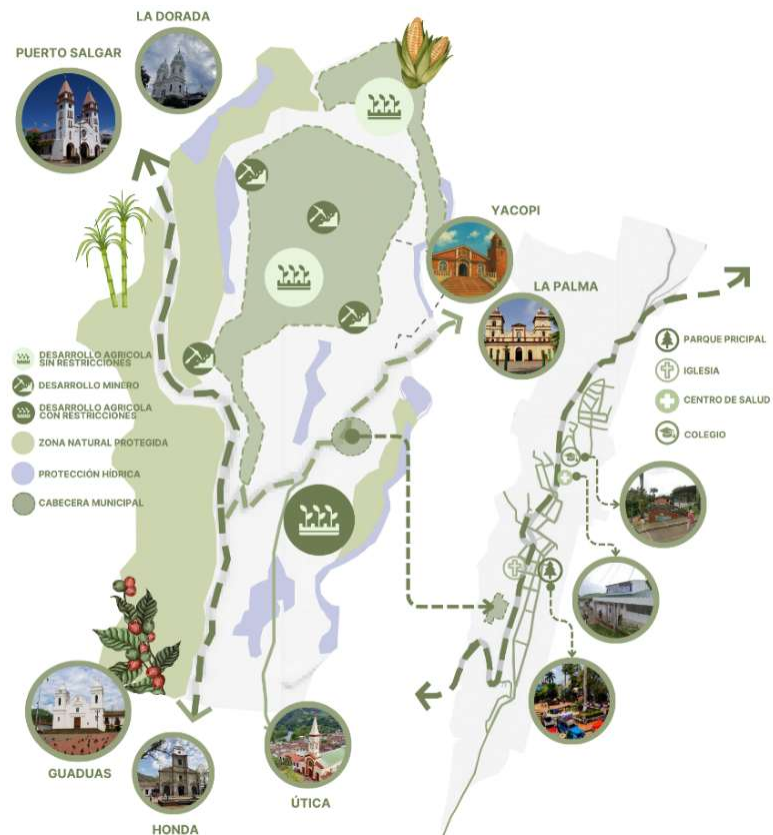 LA DORADA
PUERTO SALGAR
YACOPI
LA PALMA
DESARROLLO AGRICOLA
SIN RESTRICCIONES
DESARROLLO MINERO
DESARROLLO AGRICOLA
CON RESTRICCIONES
ZONA NATURAL PROTEGIDA
PROTECCIÓN HÍDRICA
CABECERA MUNICIPAL
PARQUE PRICIPAL
IGLESIA
CENTRO DE SALUD
COLEGIO
GUADUAS
HONDA
ÚTICA